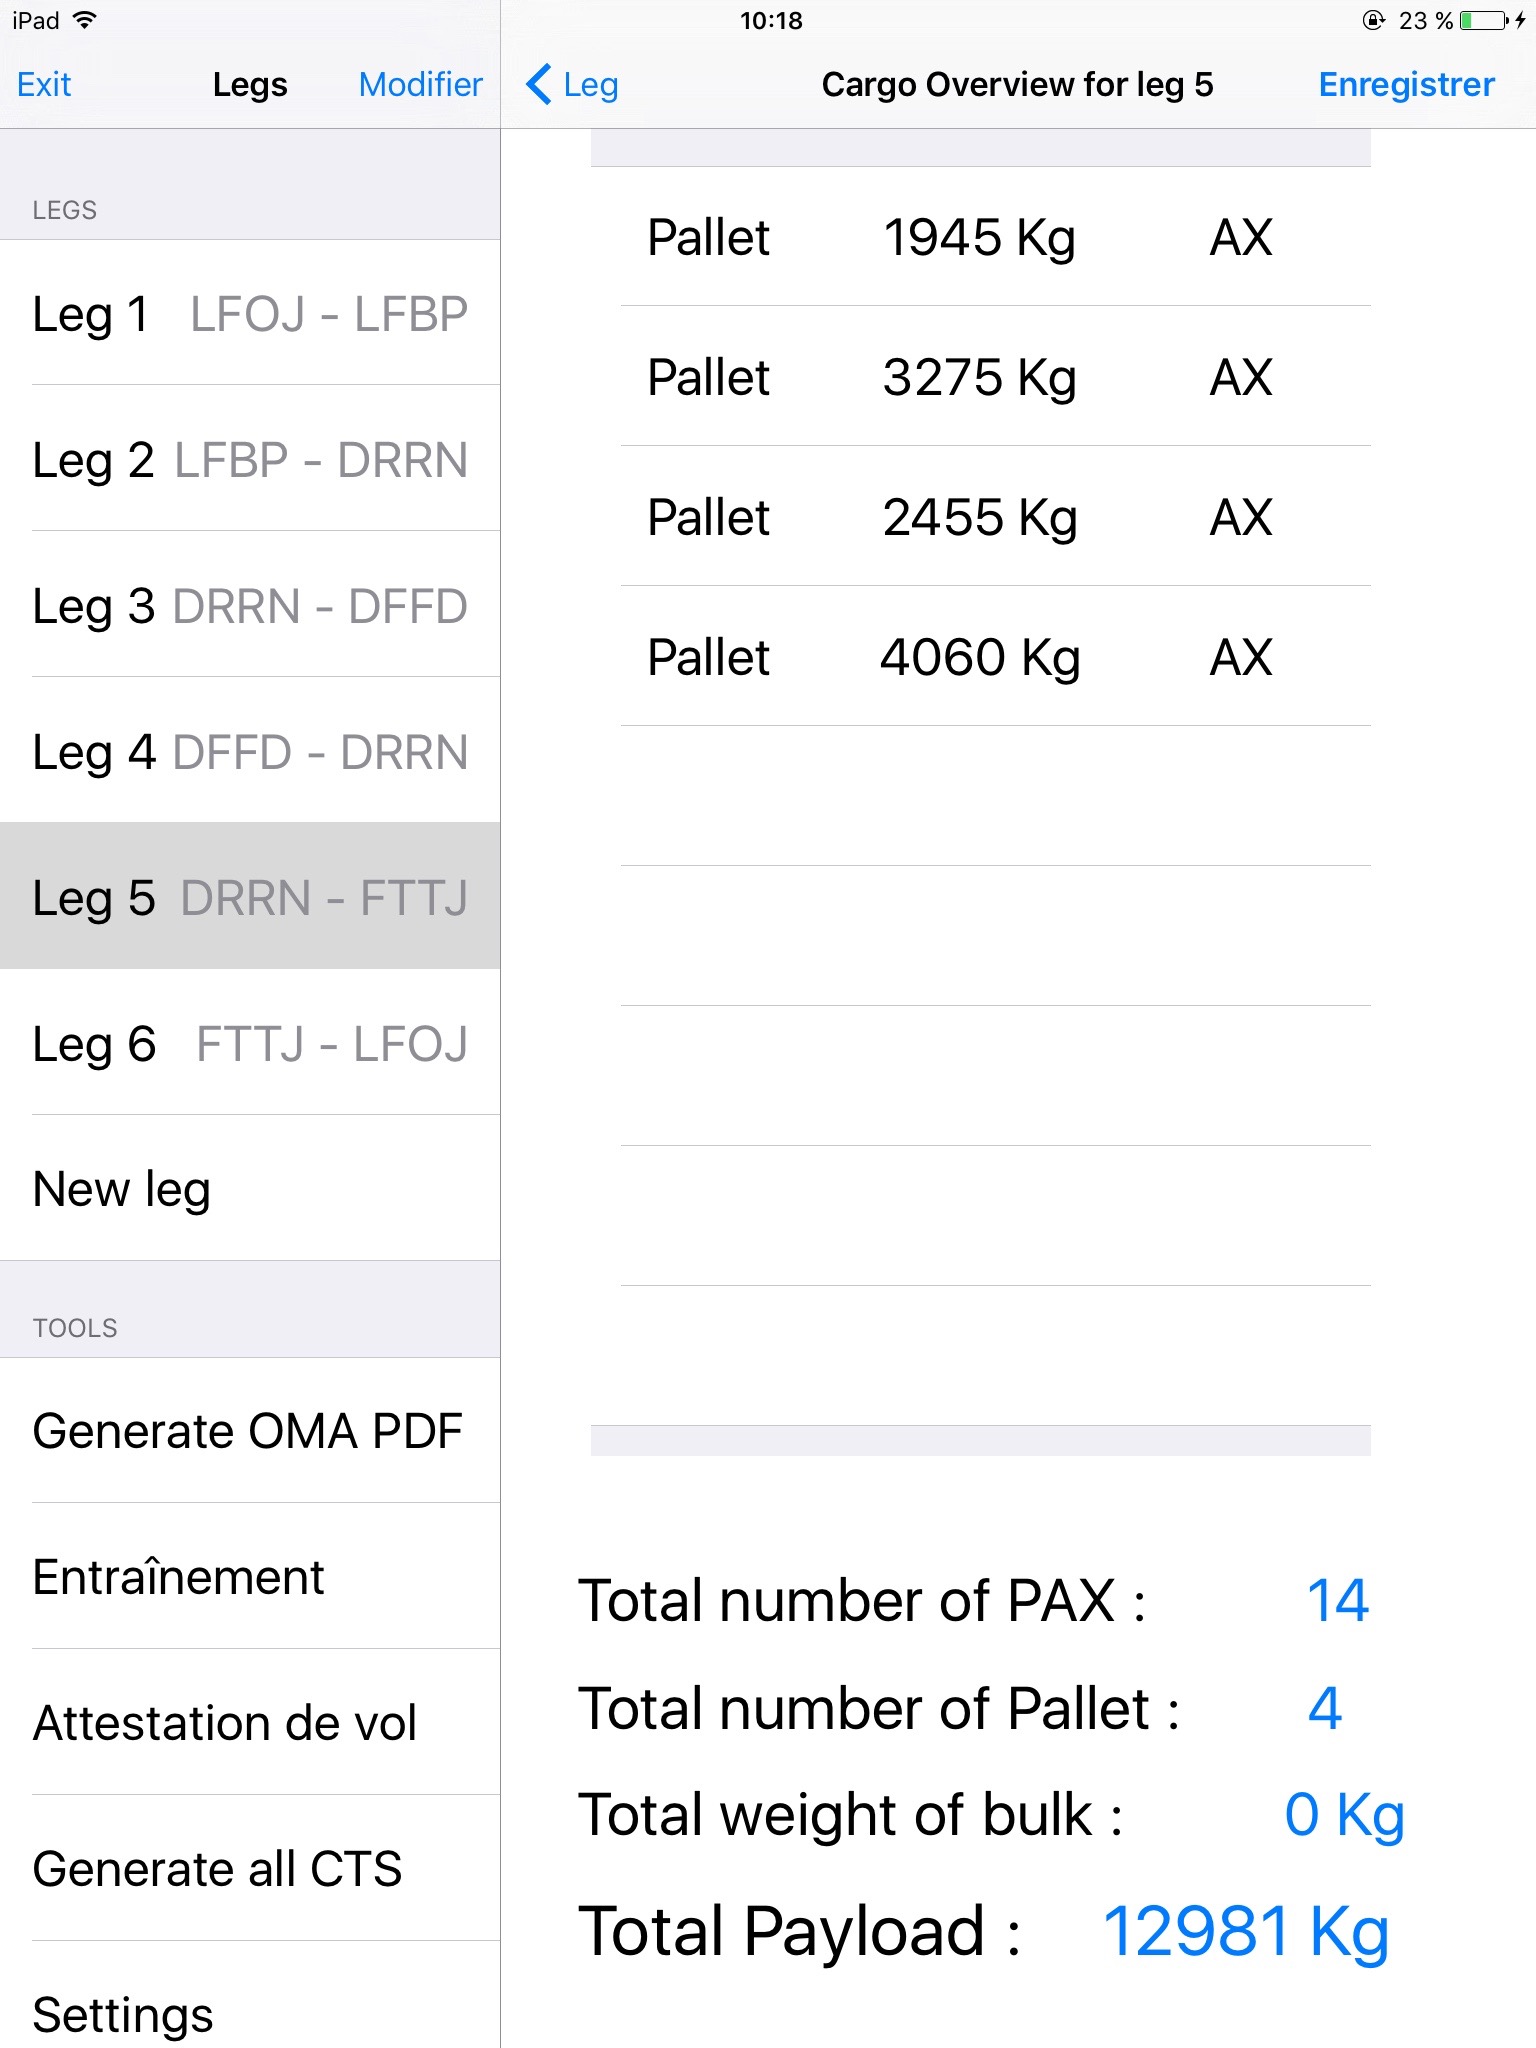 iPad 10:18 23 %
Exit Legs Modifier
Leg Cargo Overview for leg 5 Enregistrer
LEGS
Leg 1 LFOJ - LFBP
Leg 2 LFBP - DRRN
Leg 3 DRRN - DFFD
Leg 4 DFFD - DRRN
Leg 5 DRRN - FTTJ
Leg 6 FTTJ - LFOJ
New leg
TOOLS
Generate OMA PDF
Entraînement
Attestation de vol
Generate all CTS
Settings
Pallet 1945 Kg AX
Pallet 3275 Kg AX
Pallet 2455 Kg AX
Pallet 4060 Kg AX
Total number of PAX : 14
Total number of Pallet : 4
Total weight of bulk : 0 Kg
Total Payload : 12981 Kg